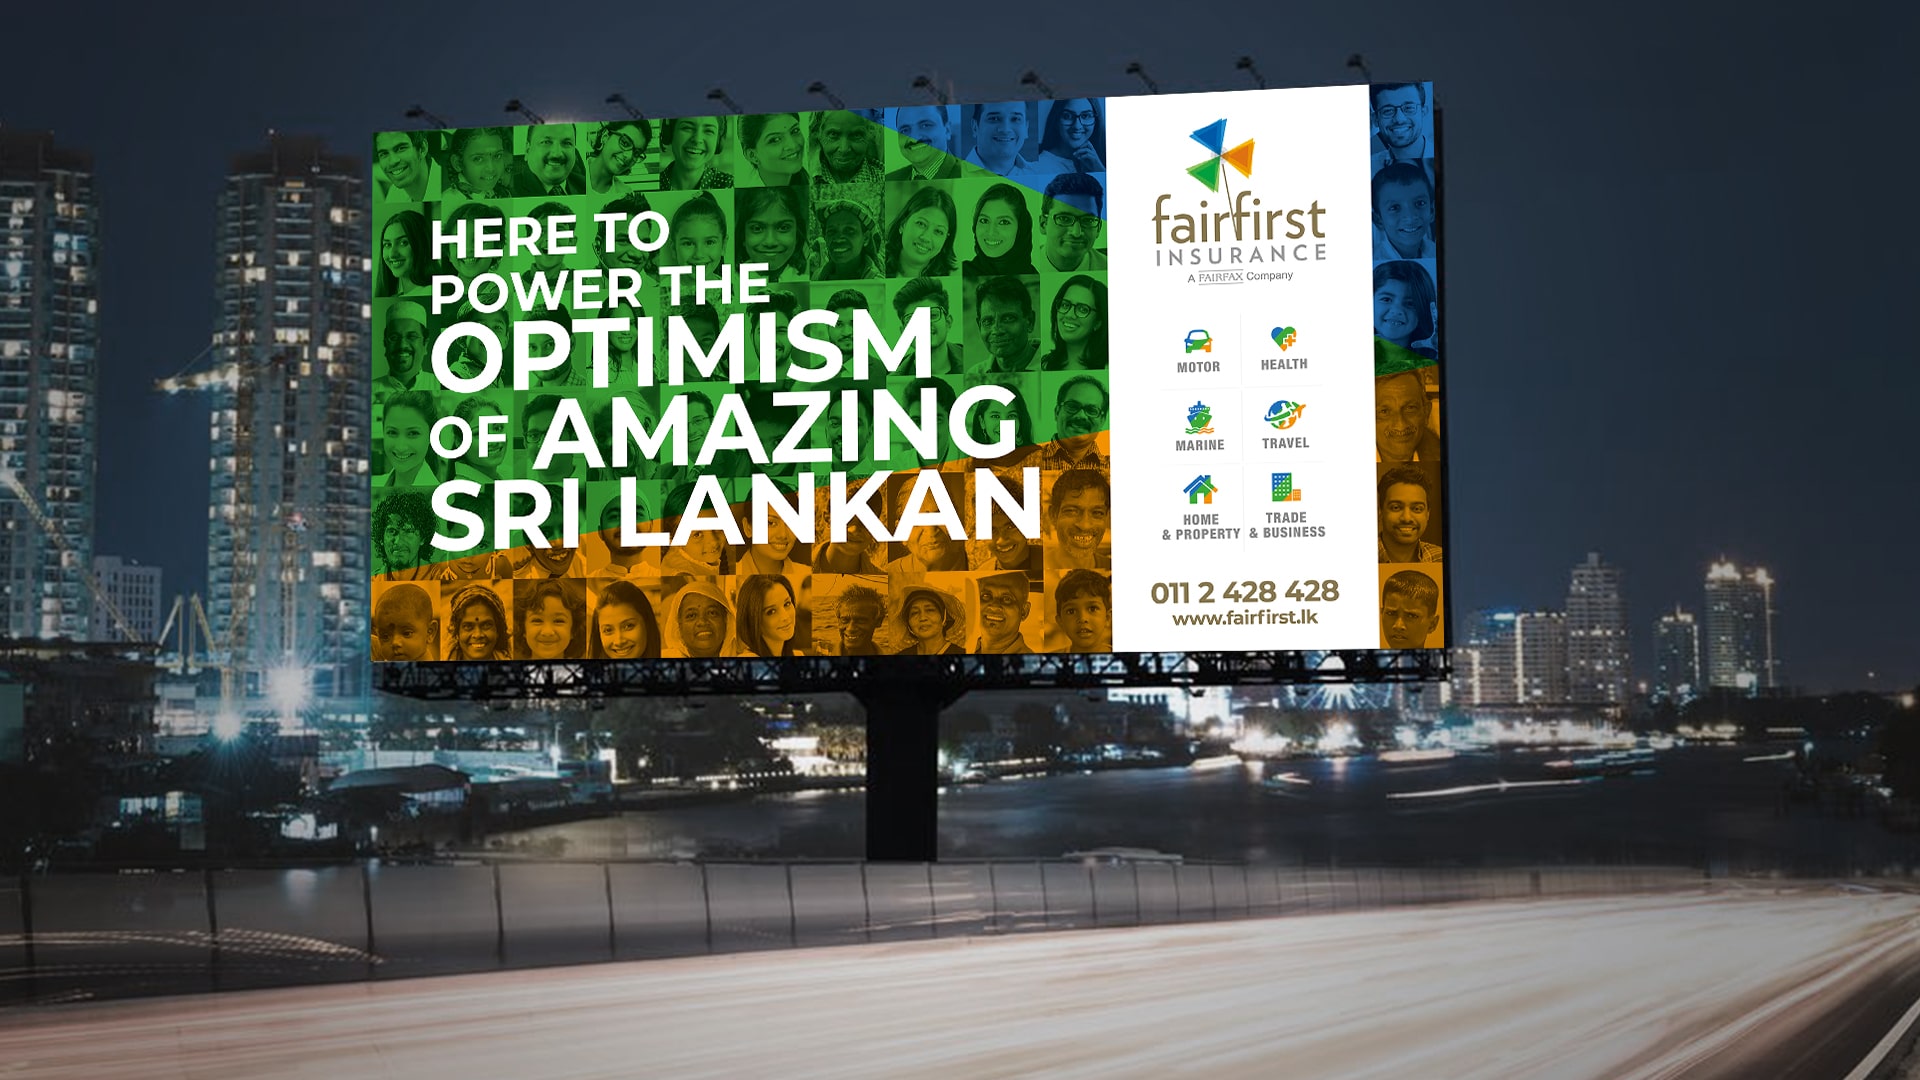 HERE TO
POWER THE
OPTIMISM
OF AMAZING
SRI LANKAN
fairfirst
INSURANCE
A FAIRFAX Company
MOTOR
HEALTH
MARINE
TRAVEL
HOME
& PROPERTY
TRADE
& BUSINESS
011 2 428 428
www.fairfirst.lk